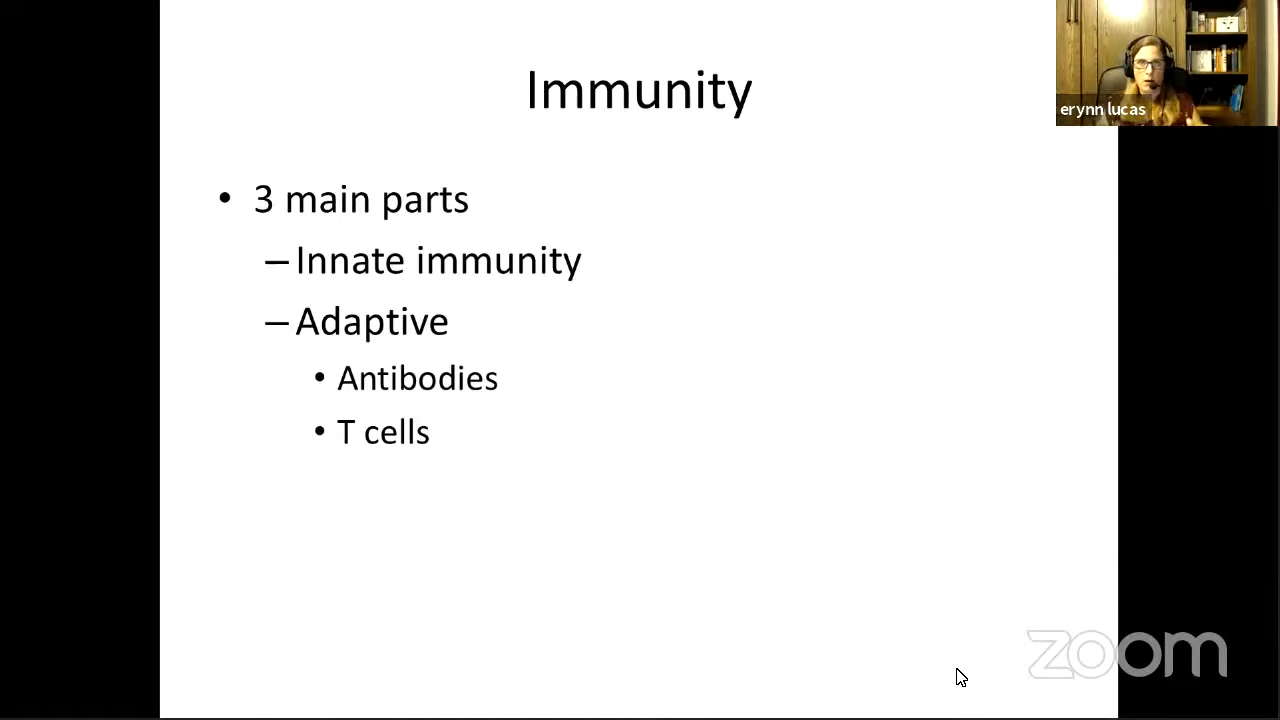 Immunity
erynn lucas
• 3 main parts
– Innate immunity
– Adaptive
• Antibodies
• T cells
zoom